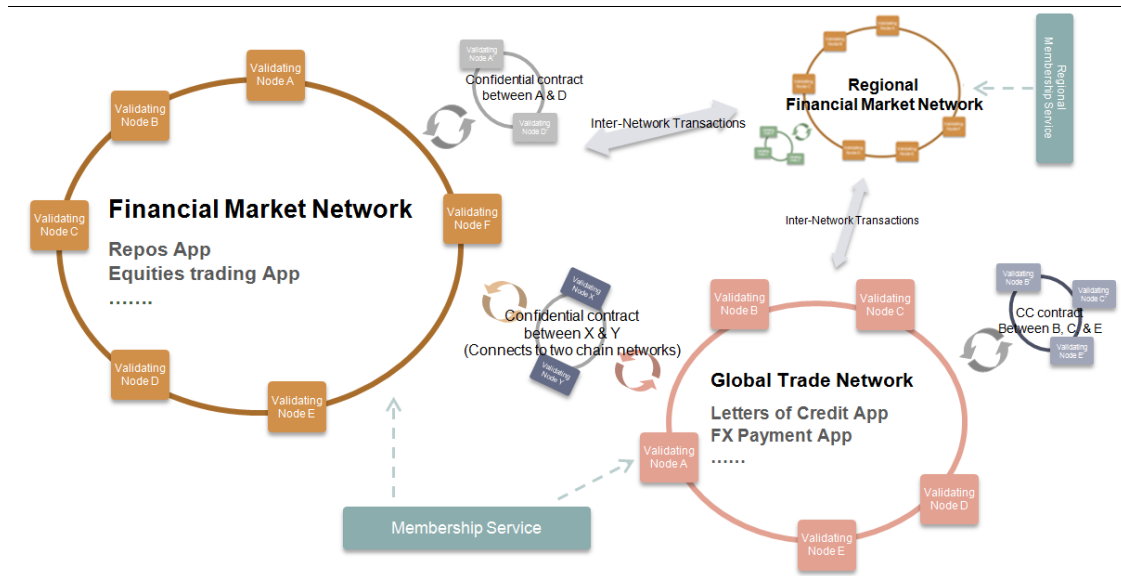 Validating
Node A
Validating
Node B
Validating
Node C
Validating
Node D
Validating
Node E
Validating
Node F
Financial Market Network
Repos App
Equities trading App
.......
Validating
Node A'
Confidential contract
between A & D
Validating
Node D'
Inter-Network Transactions
Regional
Financial Market Network
Regional
Membership Service
Inter-Network Transactions
Validating
Node X
Confidential contract
between X & Y
(Connects to two chain networks)
Validating
Node Y
Validating
Node B
Validating
Node C
Global Trade Network
Letters of Credit App
FX Payment App
......
Validating
Node A
Validating
Node D
Validating
Node E
Validating
Node B'
Validating
Node C'
CC contract
Between B, C, & E
Validating
Node E'
Membership Service